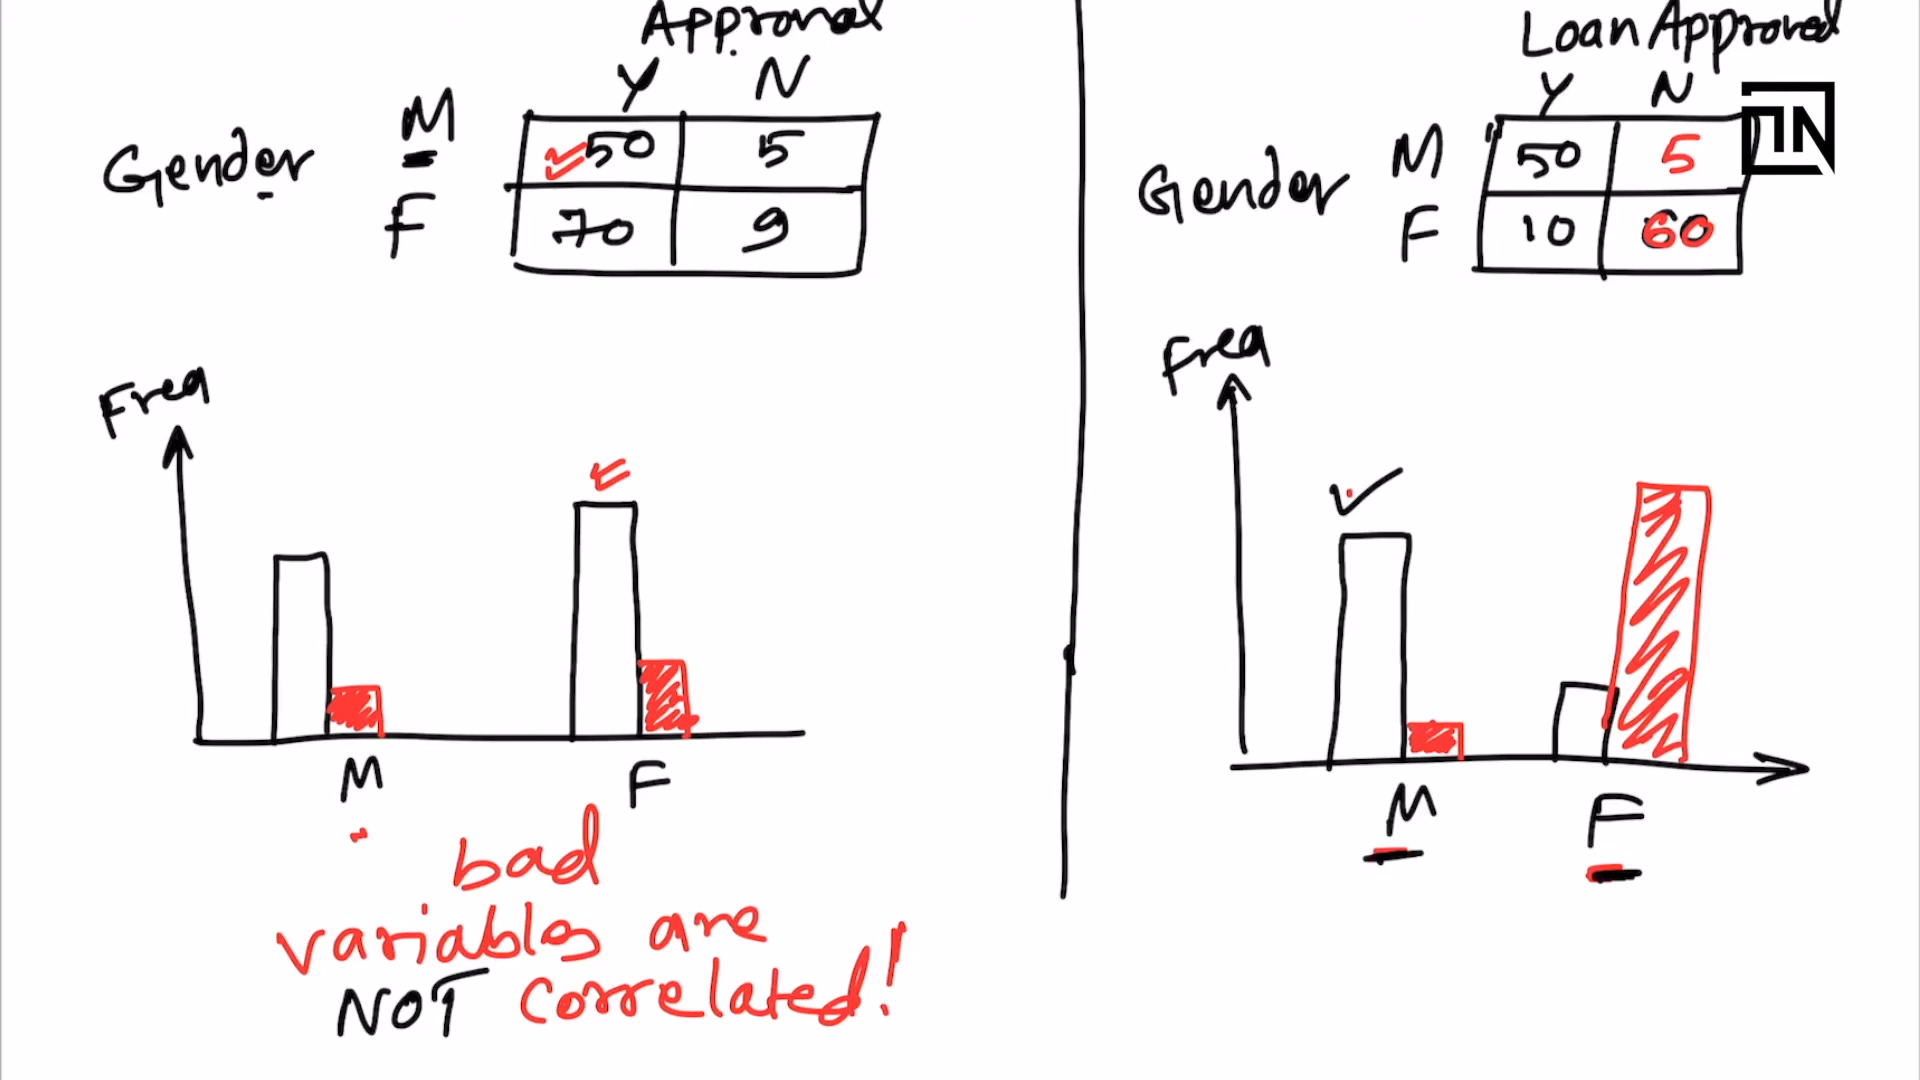 Approval
Y N
Gender M 50 5
F 70 9
Freq
M F
bad
variables are
NOT correlated!
Loan Approved
Y N
Gender M 50 5
F 10 60
Freq
M F